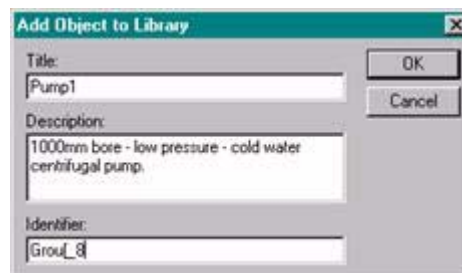 Add Object to Library
Title:
OK
Pump1
Cancel
Description:
1000mm bore - low pressure - cold water
centrifugal pump.
Identifier:
Grou[_8